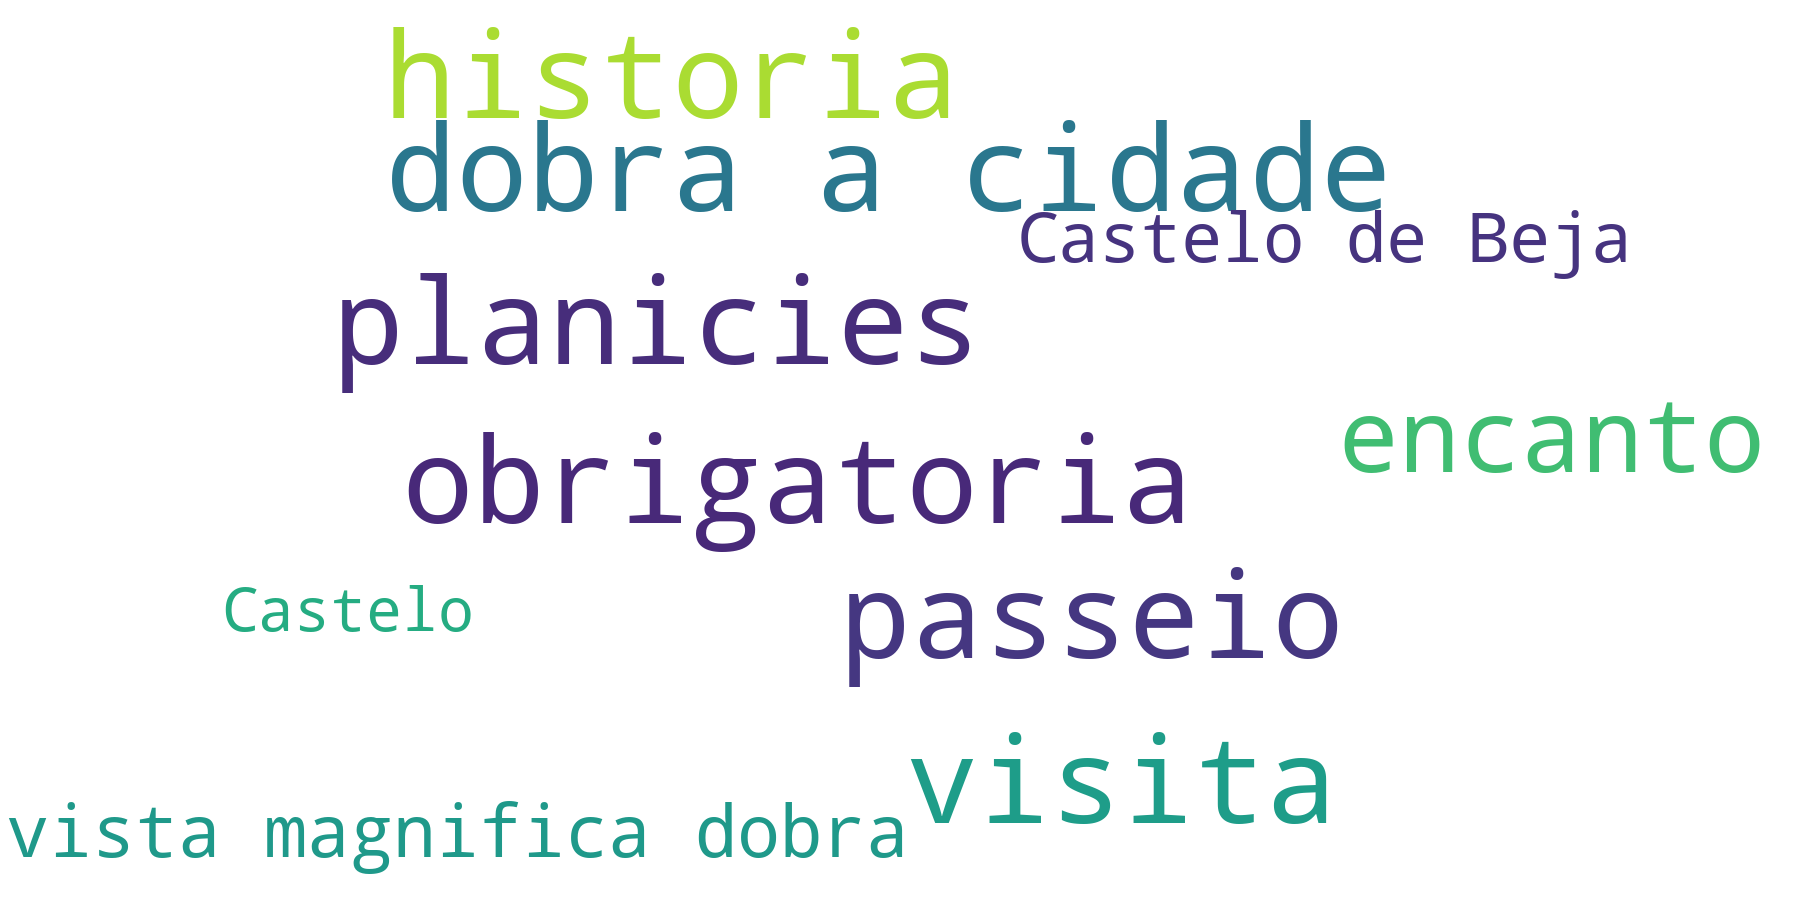 historia
dobra a cidade
Castelo de Beja
planicies
encanto
obrigatoria
Castelo
passeio
visita
vista magnifica dobra